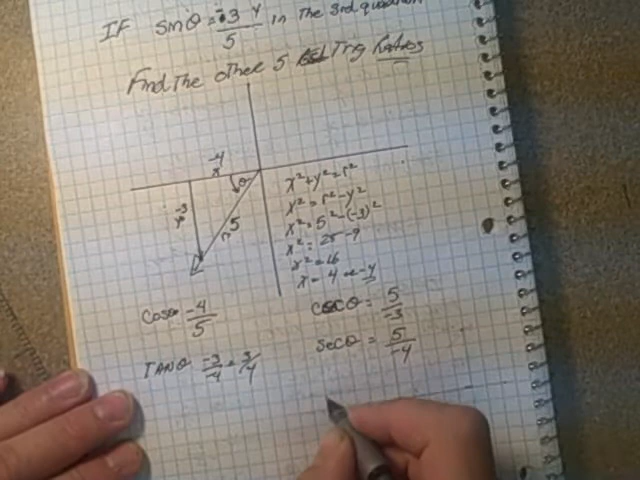 IF sinθ = -3 y / 5 in the 3rd quadrant
Find The other 5 Trig Ratios
-4
x
θ
-3
y
5
r
x² + y² = r²
x² = r² - y²
x² = 5² - (-3)²
x² = 25 - 9
x² = 16
x = 4 or -4
cosθ -4/5
cscθ = 5/-3
TANθ -3/-4 = 3/4
secθ = 5/-4